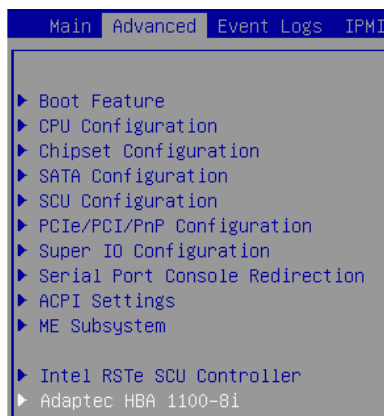 Main Advanced Event Logs IPMI
Boot Feature
CPU Configuration
Chipset Configuration
SATA Configuration
SCU Configuration
PCIe/PCI/PnP Configuration
Super IO Configuration
Serial Port Console Redirection
ACPI Settings
ME Subsystem
Intel RSTe SCU Controller
Adaptec HBA 1100-8i